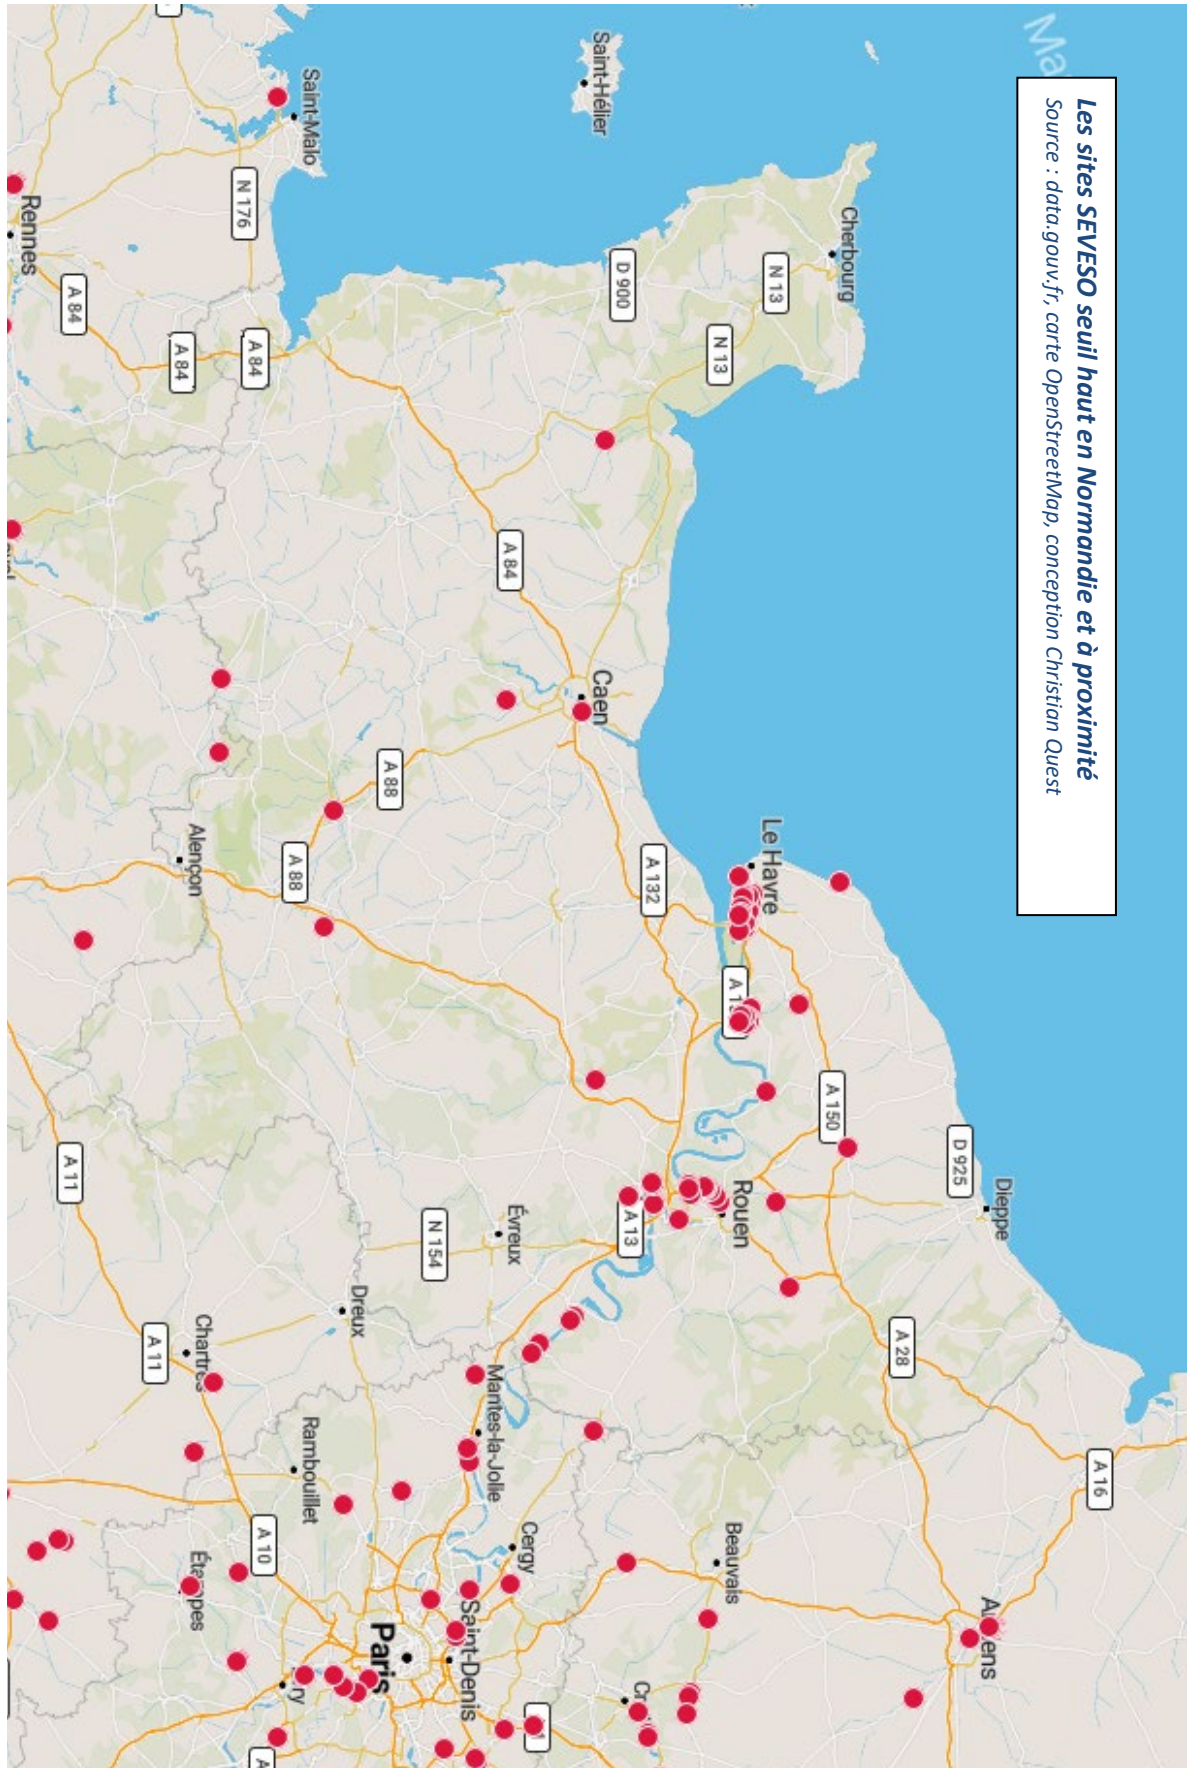 Les sites SEVESO seuil haut en Normandie et à proximité
Source : data.gouv.fr, carte OpenStreetMap, conception Christian Quest
Ma
Saint-Hélier
Cherbourg
N 13
N 13
D 900
Saint-Malo
N 176
Rennes
A 84
A 84
A 84
A 84
Caen
A 88
A 88
Alençon
Le Havre
A 132
A 150
D 925
Dieppe
Rouen
A 13
Évreux
N 154
Dreux
A 11
A 11
Chartres
A 28
A 16
Mantes-la-Jolie
Rambouillet
Cergy
Beauvais
A 10
Saint-Denis
Paris